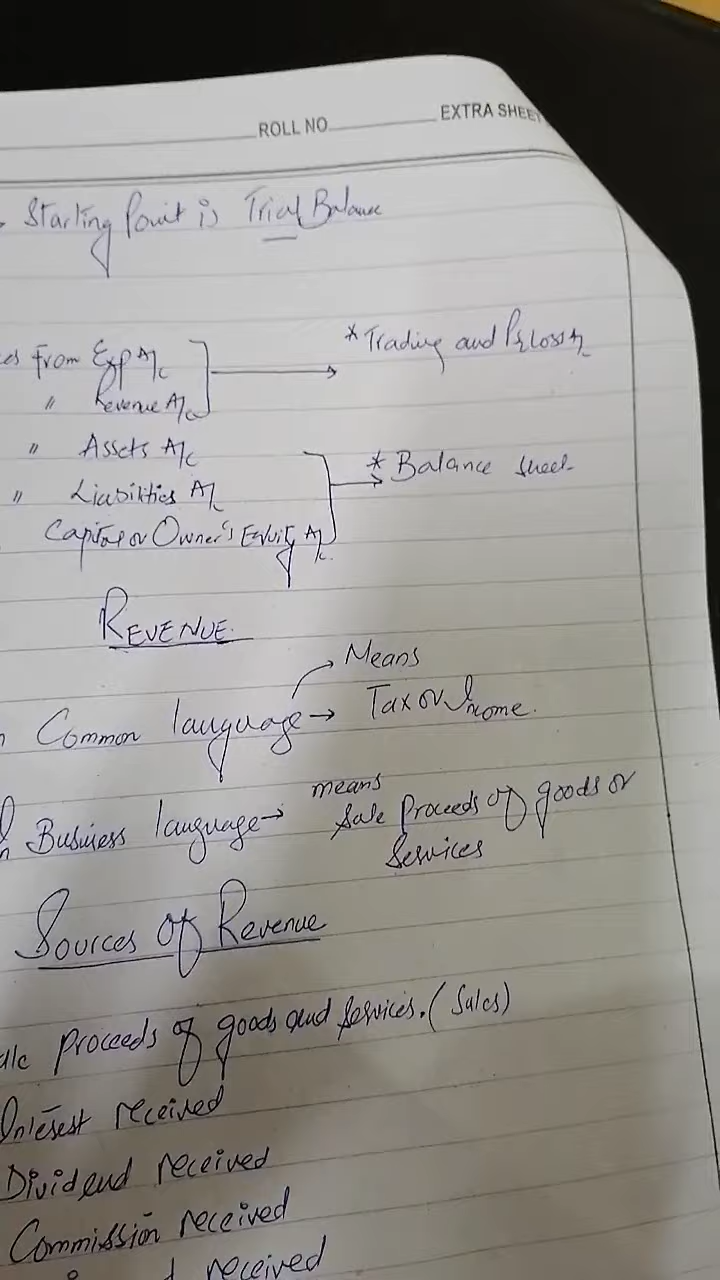 ROLL NO. EXTRA SHEET
Starting Point is Trial Balance
from Exp A/c
* Trading and P & Loss A/c
" Revenue A/c
" Assets A/c
* Balance Sheet
" Liabilities A/c
Capital or Owner's Equity A/c.
REVENUE.
Means
Common language → Tax or Income.
means
Business language → Sale Proceeds of goods or
Services
Sources of Revenue
Proceeds of goods and services. (Sales)
Interest received
Dividend received
Commission received
received